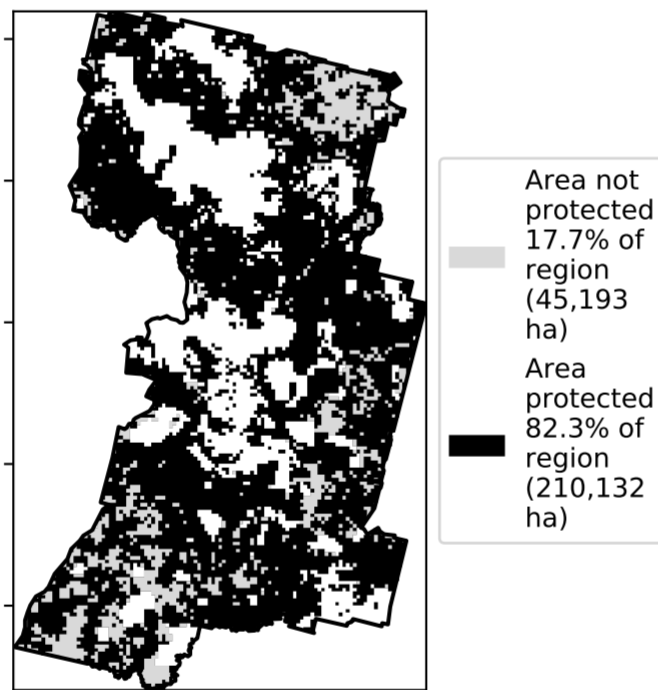 Area not
protected
17.7% of
region
(45,193
ha)
Area
protected
82.3% of
region
(210,132
ha)